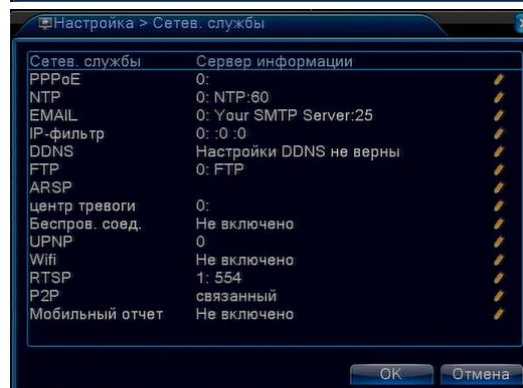 Настройка > Сетев. службы
Сетев. службы Сервер информации
PPPoE 0:
NTP 0: NTP:60
EMAIL 0: Your SMTP Server:25
IP-фильтр 0: :0 :0
DDNS Настройки DDNS не верны
FTP 0: FTP
ARSP
центр тревоги 0:
Беспров. соед. Не включено
UPNP 0
Wifi Не включено
RTSP 1: 554
P2P связанный
Мобильный отчет Не включено
OK Отмена